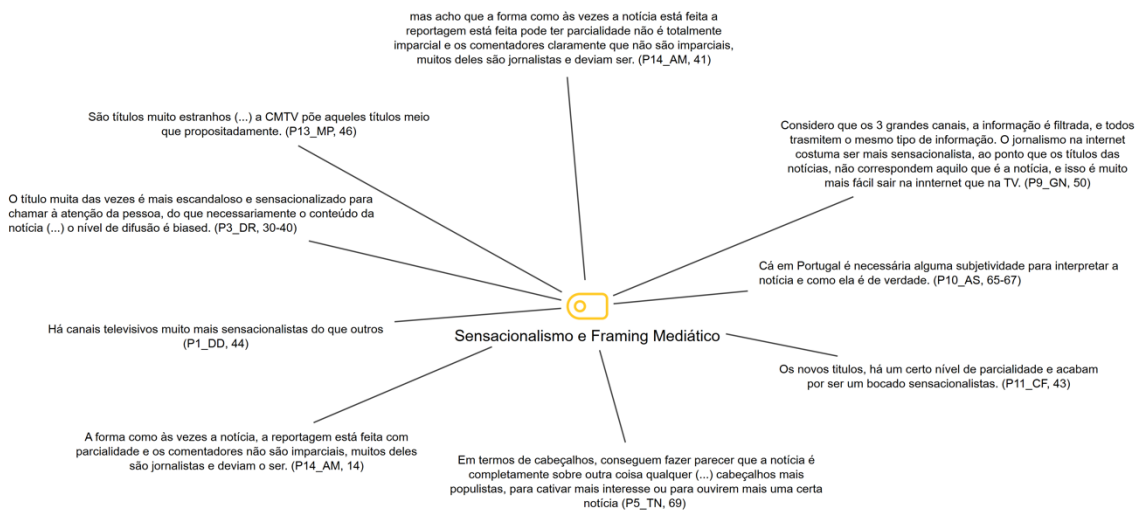 mas acho que a forma como às vezes a notícia está feita a
reportagem está feita pode ter parcialidade não é totalmente
imparcial e os comentadores claramente que não são imparciais,
muitos deles são jornalistas e deviam ser. (P14_AM, 41)
São títulos muito estranhos (...) a CMTV põe aqueles títulos meio
que propositadamente. (P13_MP, 46)
Considero que os 3 grandes canais, a informação é filtrada, e todos
trasmitem o mesmo tipo de informação. O jornalismo na internet
costuma ser mais sensacionalista, ao ponto que os títulos das
notícias, não correspondem aquilo que é a notícia, e isso é muito
mais fácil sair na innternet que na TV. (P9_GN, 50)
O título muita das vezes é mais escandaloso e sensacionalizado para
chamar à atenção da pessoa, do que necessariamente o conteúdo da
notícia (...) o nível de difusão é biased. (P3_DR, 30-40)
Cá em Portugal é necessária alguma subjetividade para interpretar a
notícia e como ela é de verdade. (P10_AS, 65-67)
Há canais televisivos muito mais sensacionalistas do que outros
(P1_DD, 44)
Sensacionalismo e Framing Mediático
Os novos titulos, há um certo nível de parcialidade e acabam
por ser um bocado sensacionalistas. (P11_CF, 43)
A forma como às vezes a notícia, a reportagem está feita com
parcialidade e os comentadores não são imparciais, muitos deles
são jornalistas e deviam o ser. (P14_AM, 14)
Em termos de cabeçalhos, conseguem fazer parecer que a notícia é
completamente sobre outra coisa qualquer (...) cabeçalhos mais
populistas, para cativar mais interesse ou para ouvirem mais uma certa
notícia (P5_TN, 69)